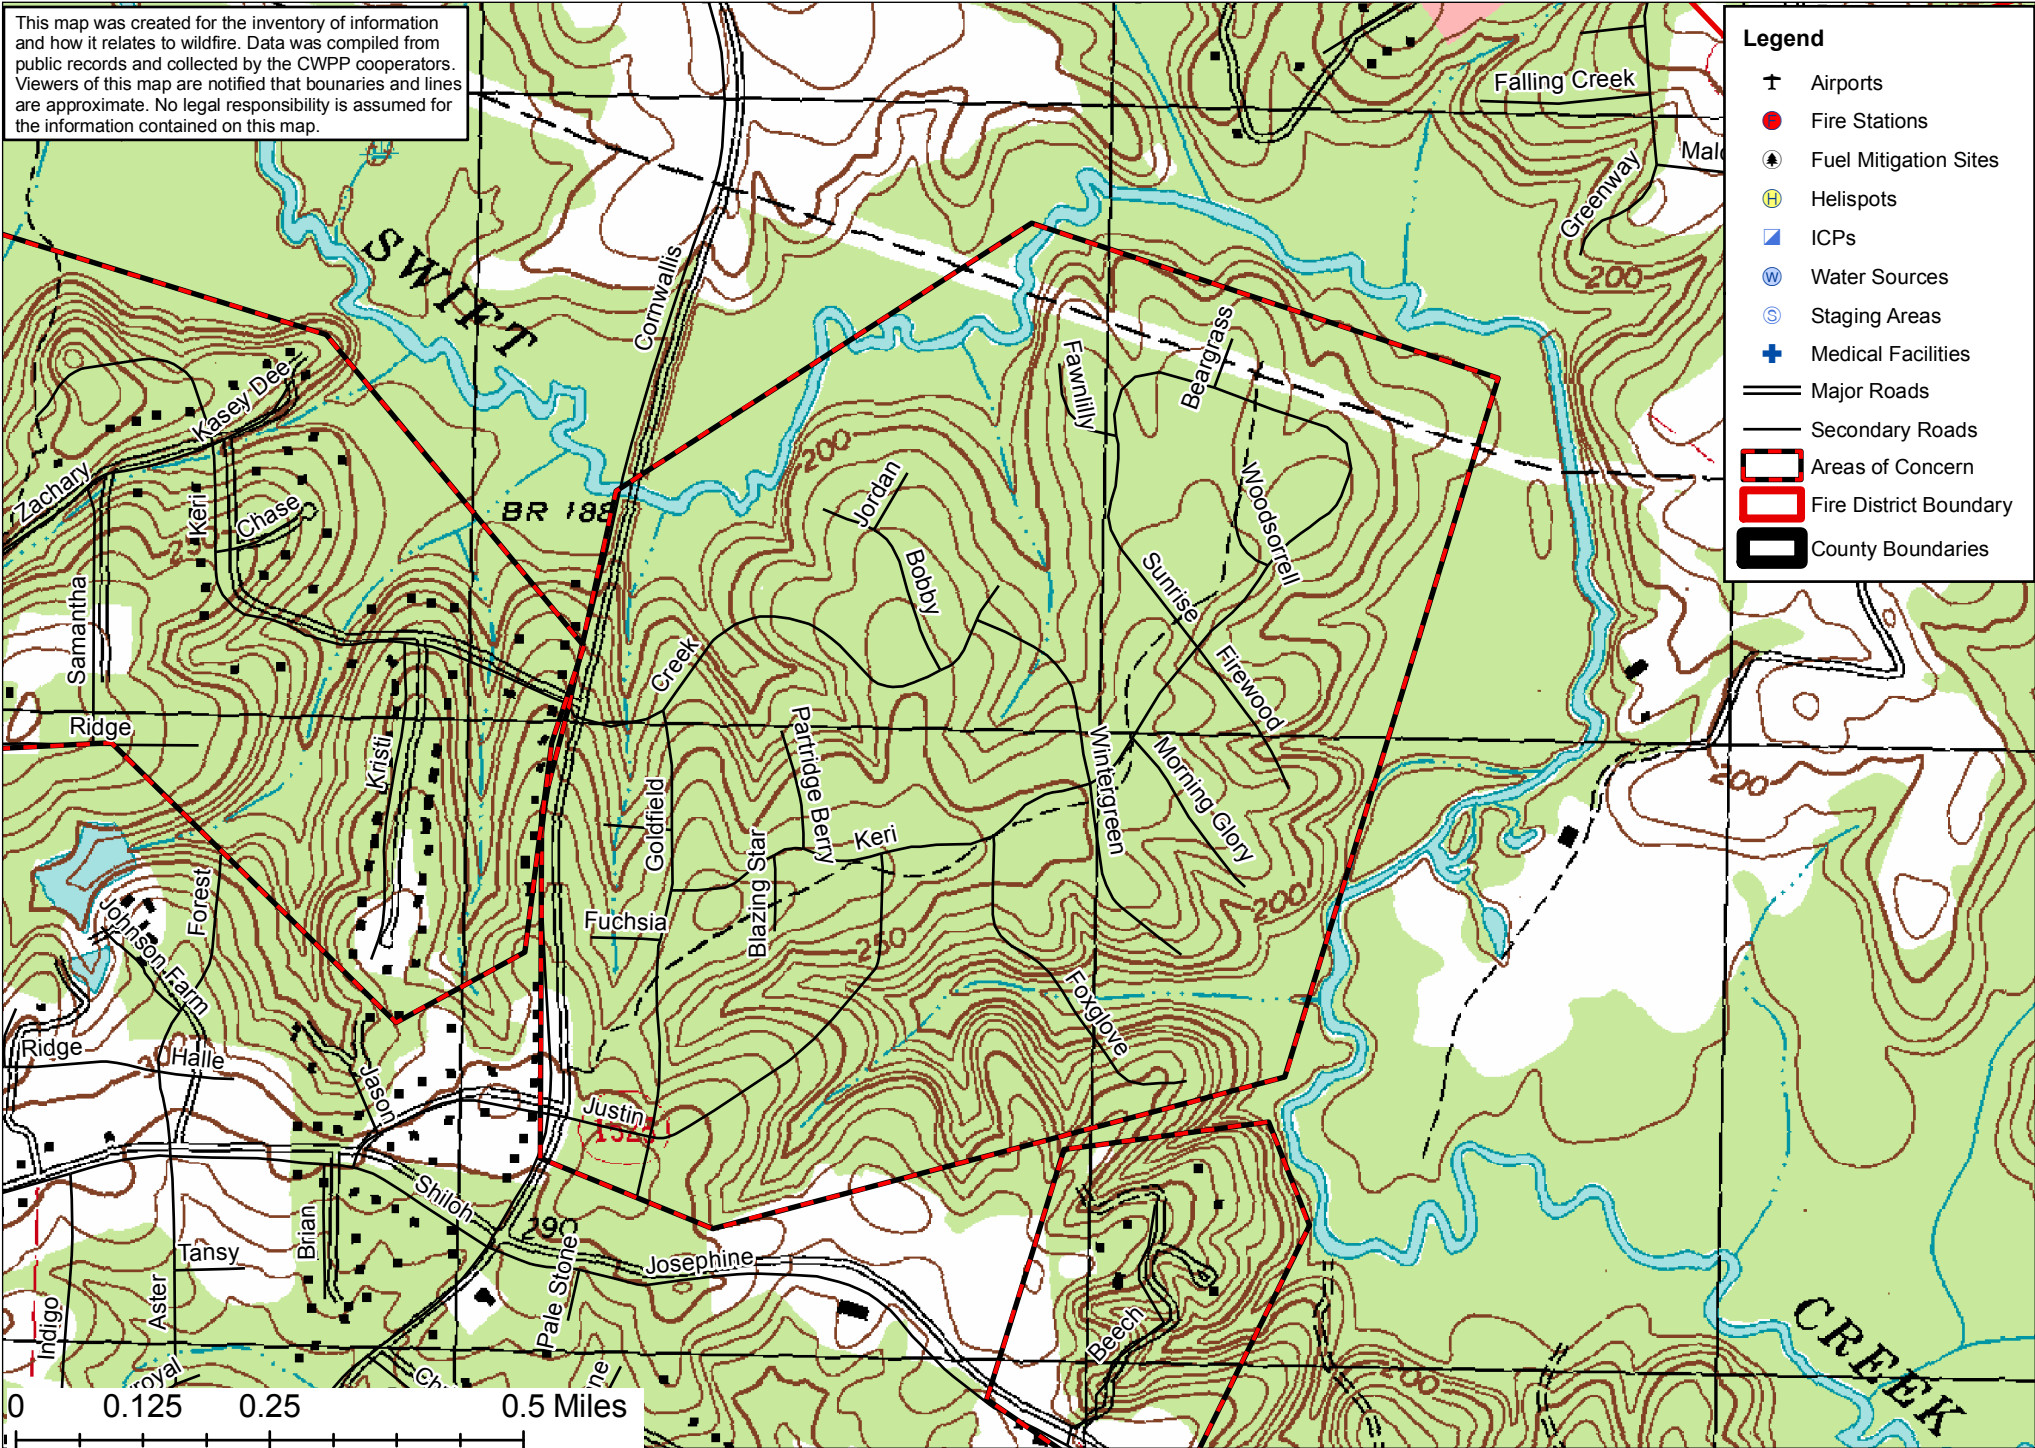 This map was created for the inventory of information
and how it relates to wildfire. Data was compiled from
public records and collected by the CWPP cooperators.
Viewers of this map are notified that bounaries and lines
are approximate. No legal responsibility is assumed for
the information contained on this map.
Legend
Airports
F Fire Stations
Fuel Mitigation Sites
H Helispots
ICPs
W Water Sources
S Staging Areas
Medical Facilities
Major Roads
Secondary Roads
Areas of Concern
Fire District Boundary
County Boundaries
Falling Creek
Greenway
200
SWIFT
Cornwallis
Kasey Dee
Zachary
Keri
Chase
Samantha
Ridge
BR 188
200
Jordan
Bobby
Fawnlilly
Beargrass
Woodsorrell
Sunrise
Firewood
Creek
Kristi
Goldfield
Partridge Berry
Blazing Star
Keri
Wintergreen
Morning Glory
200
200
Fuchsia
250
Foxglove
Forest
Johnson Farm
Ridge
Halle
Jason
Justin
Shiloh
290
Josephine
Pale Stone
Brian
Tansy
Aster
Indigo
Beech
200
CREEK
0 0.125 0.25 0.5 Miles